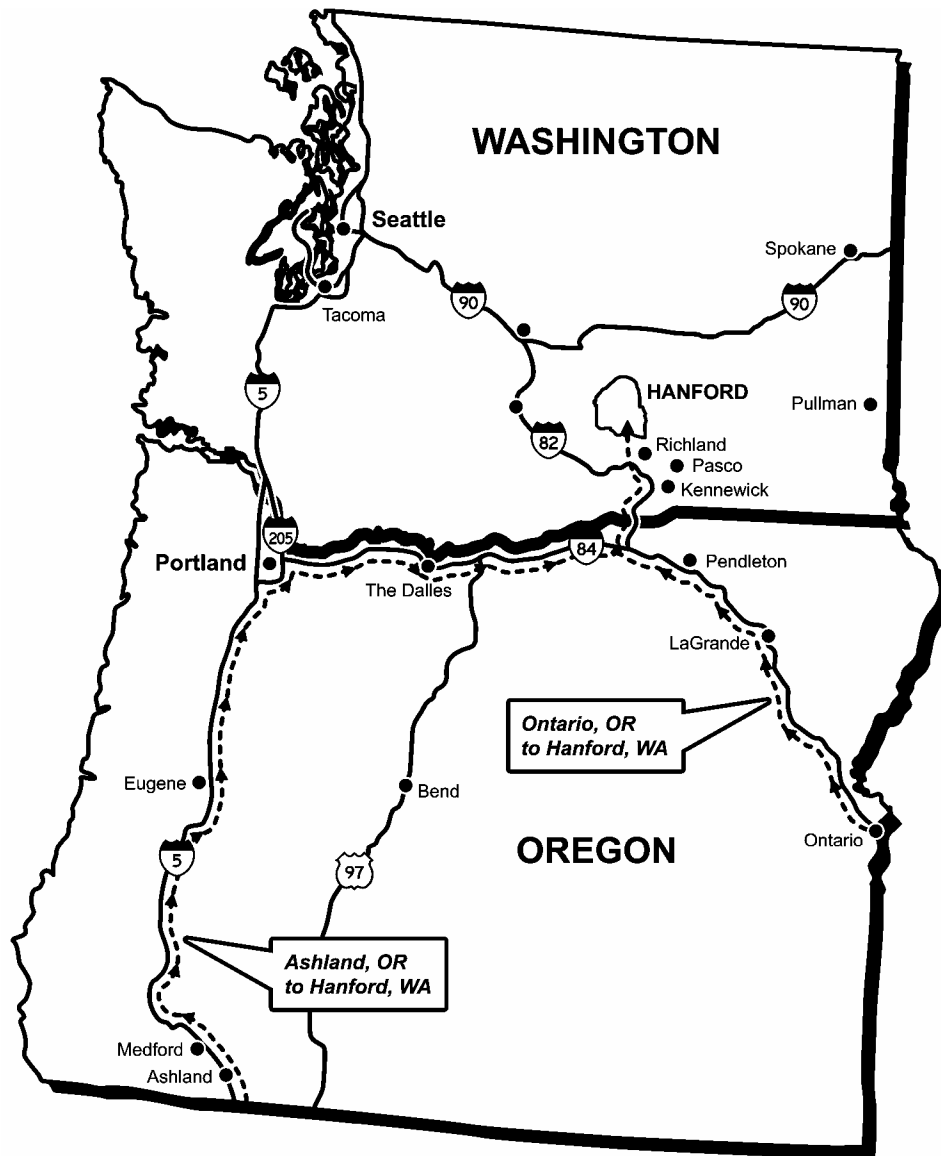 WASHINGTON
Seattle
Spokane
90
90
Tacoma
5
HANFORD
Pullman
82
Richland
Pasco
Kennewick
205
84
Portland
Pendleton
The Dalles
LaGrande
Ontario, OR
to Hanford, WA
Eugene
Bend
OREGON
Ontario
5
97
Ashland, OR
to Hanford, WA
Medford
Ashland